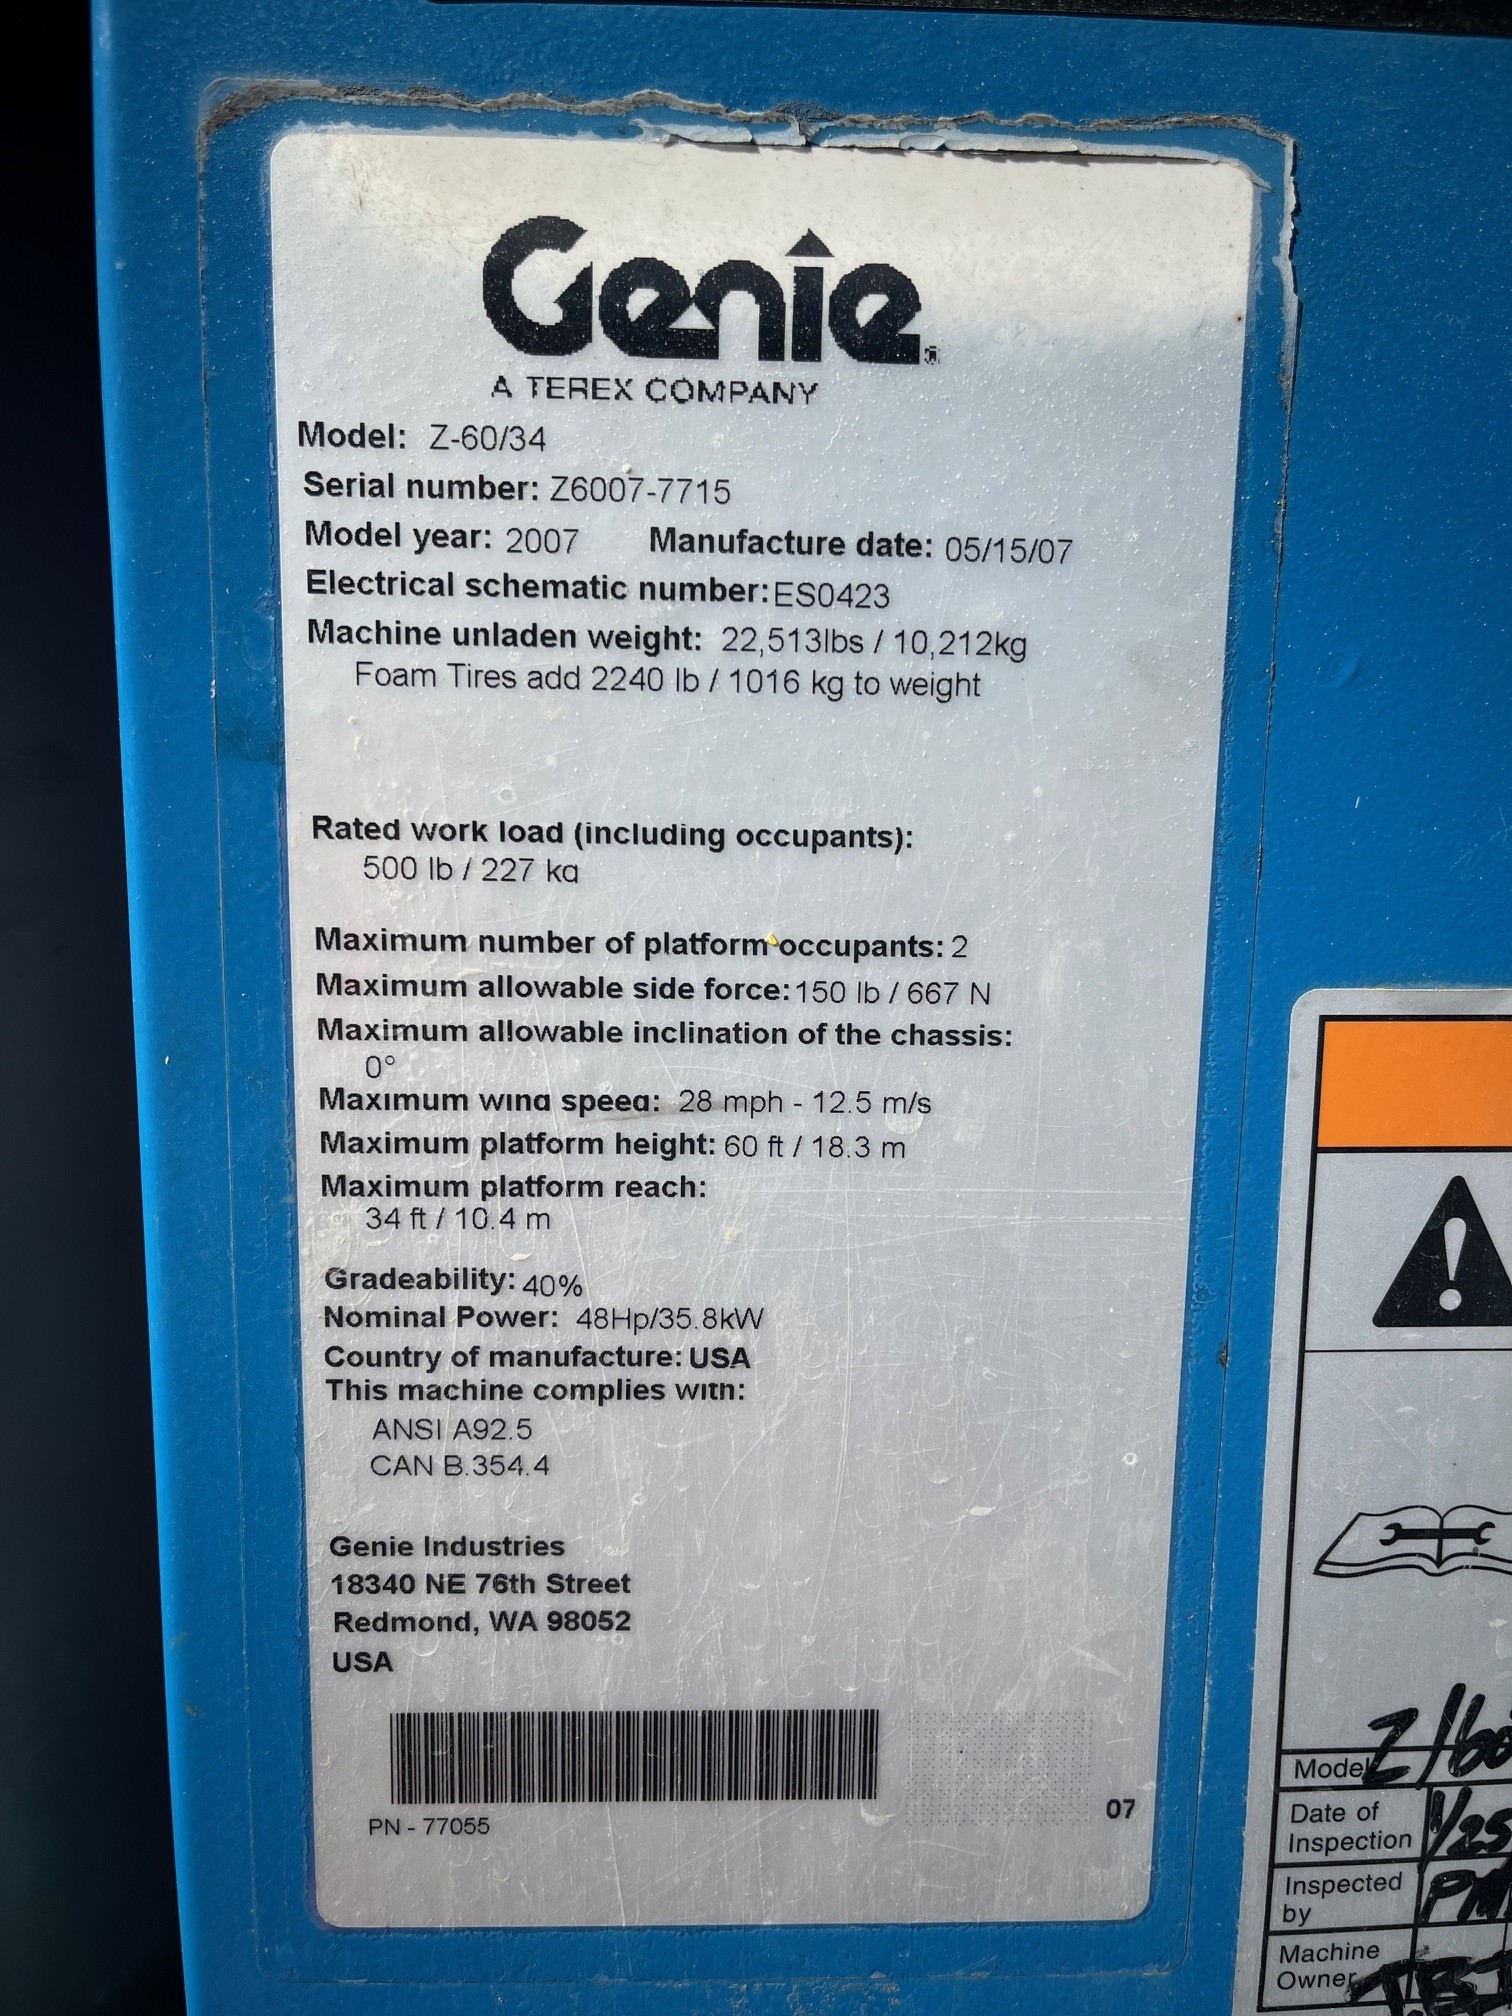 Genie
A TEREX COMPANY
Model: Z-60/34
Serial number: Z6007-7715
Model year: 2007 Manufacture date: 05/15/07
Electrical schematic number: ES0423
Machine unladen weight: 22,513lbs / 10,212kg
Foam Tires add 2240 lb / 1016 kg to weight
Rated work load (including occupants):
500 lb / 227 kg
Maximum number of platform occupants: 2
Maximum allowable side force: 150 lb / 667 N
Maximum allowable inclination of the chassis:
0°
Maximum wind speed: 28 mph - 12.5 m/s
Maximum platform height: 60 ft / 18.3 m
Maximum platform reach:
34 ft / 10.4 m
Gradeability: 40%
Nominal Power: 48Hp/35.8kW
Country of manufacture: USA
This machine complies with:
ANSI A92.5
CAN B.354.4
Genie Industries
18340 NE 76th Street
Redmond, WA 98052
USA
PN - 77055
07
Model Z/60
Date of
Inspection
Inspected
by
Machine
Owner